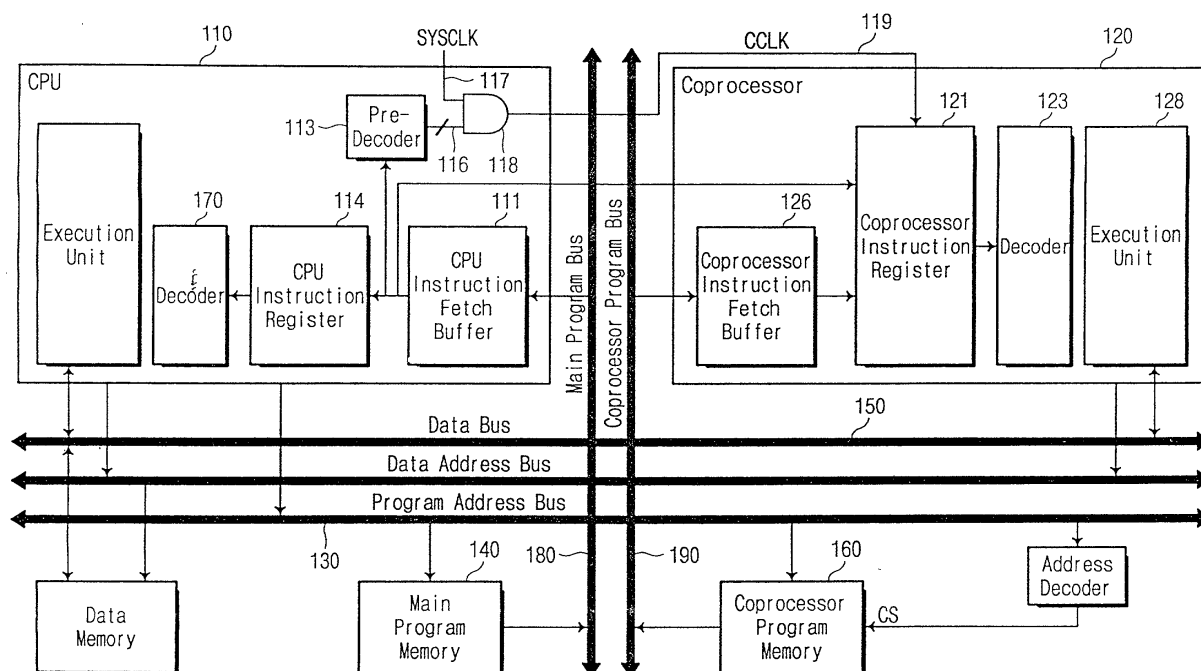 110
SYSCLK
CCLK
119
120
CPU
117
Coprocessor
113
Pre-
Decoder
116
118
121
123
128
170
114
111
126
Execution
Unit
Decoder
CPU
Instruction
Register
CPU
Instruction
Fetch
Buffer
Main Program Bus
Coprocessor Program Bus
Coprocessor
Instruction
Fetch
Buffer
Coprocessor
Instruction
Register
Decoder
Execution
Unit
Data Bus
150
Data Address Bus
Program Address Bus
130
140
180
190
160
Data
Memory
Main
Program
Memory
Coprocessor
Program
Memory
CS
Address
Decoder